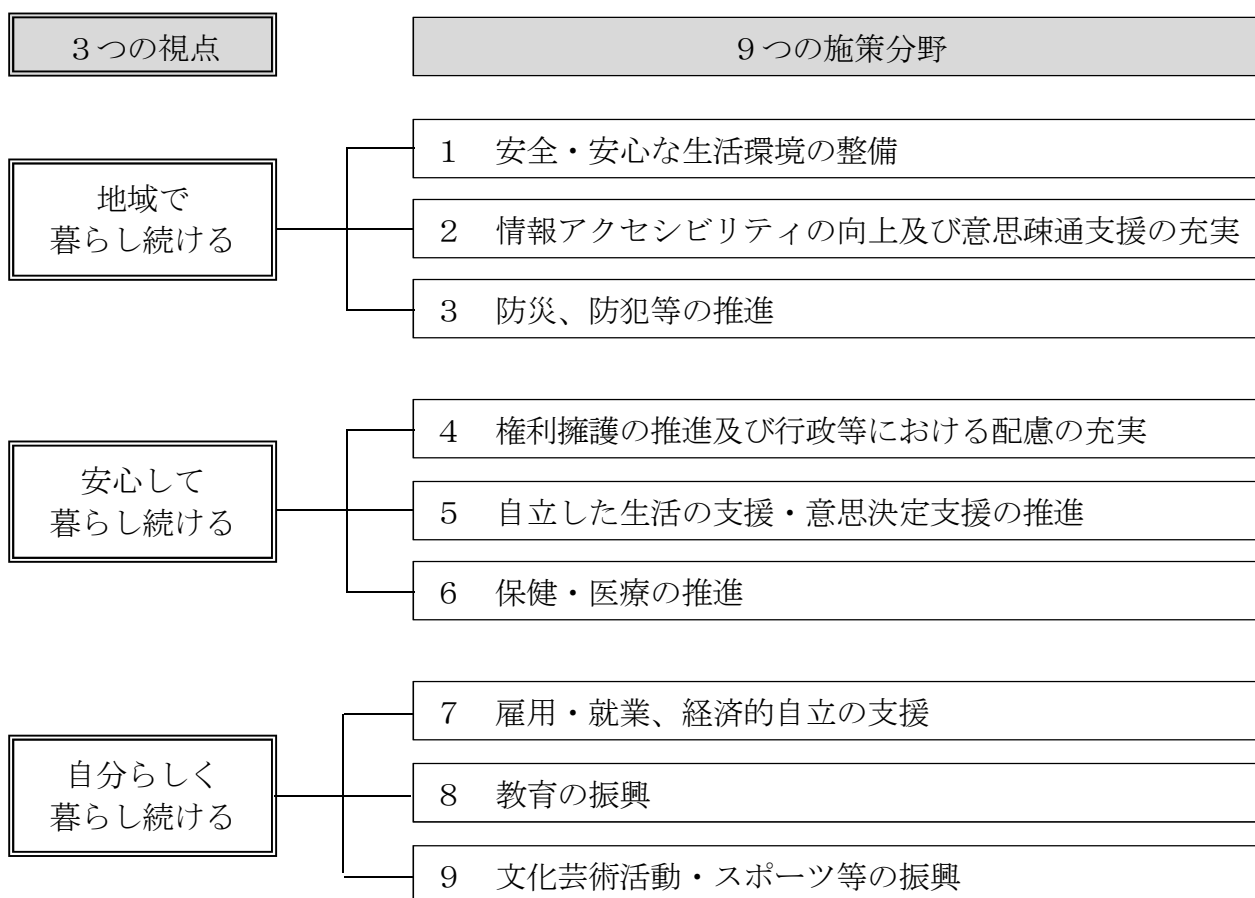 ３つの視点
９つの施策分野
地域で
暮らし続ける
１　安全・安心な生活環境の整備
２　情報アクセシビリティの向上及び意思疎通支援の充実
３　防災、防犯等の推進
安心して
暮らし続ける
４　権利擁護の推進及び行政等における配慮の充実
５　自立した生活の支援・意思決定支援の推進
６　保健・医療の推進
自分らしく
暮らし続ける
７　雇用・就業、経済的自立の支援
８　教育の振興
９　文化芸術活動・スポーツ等の振興